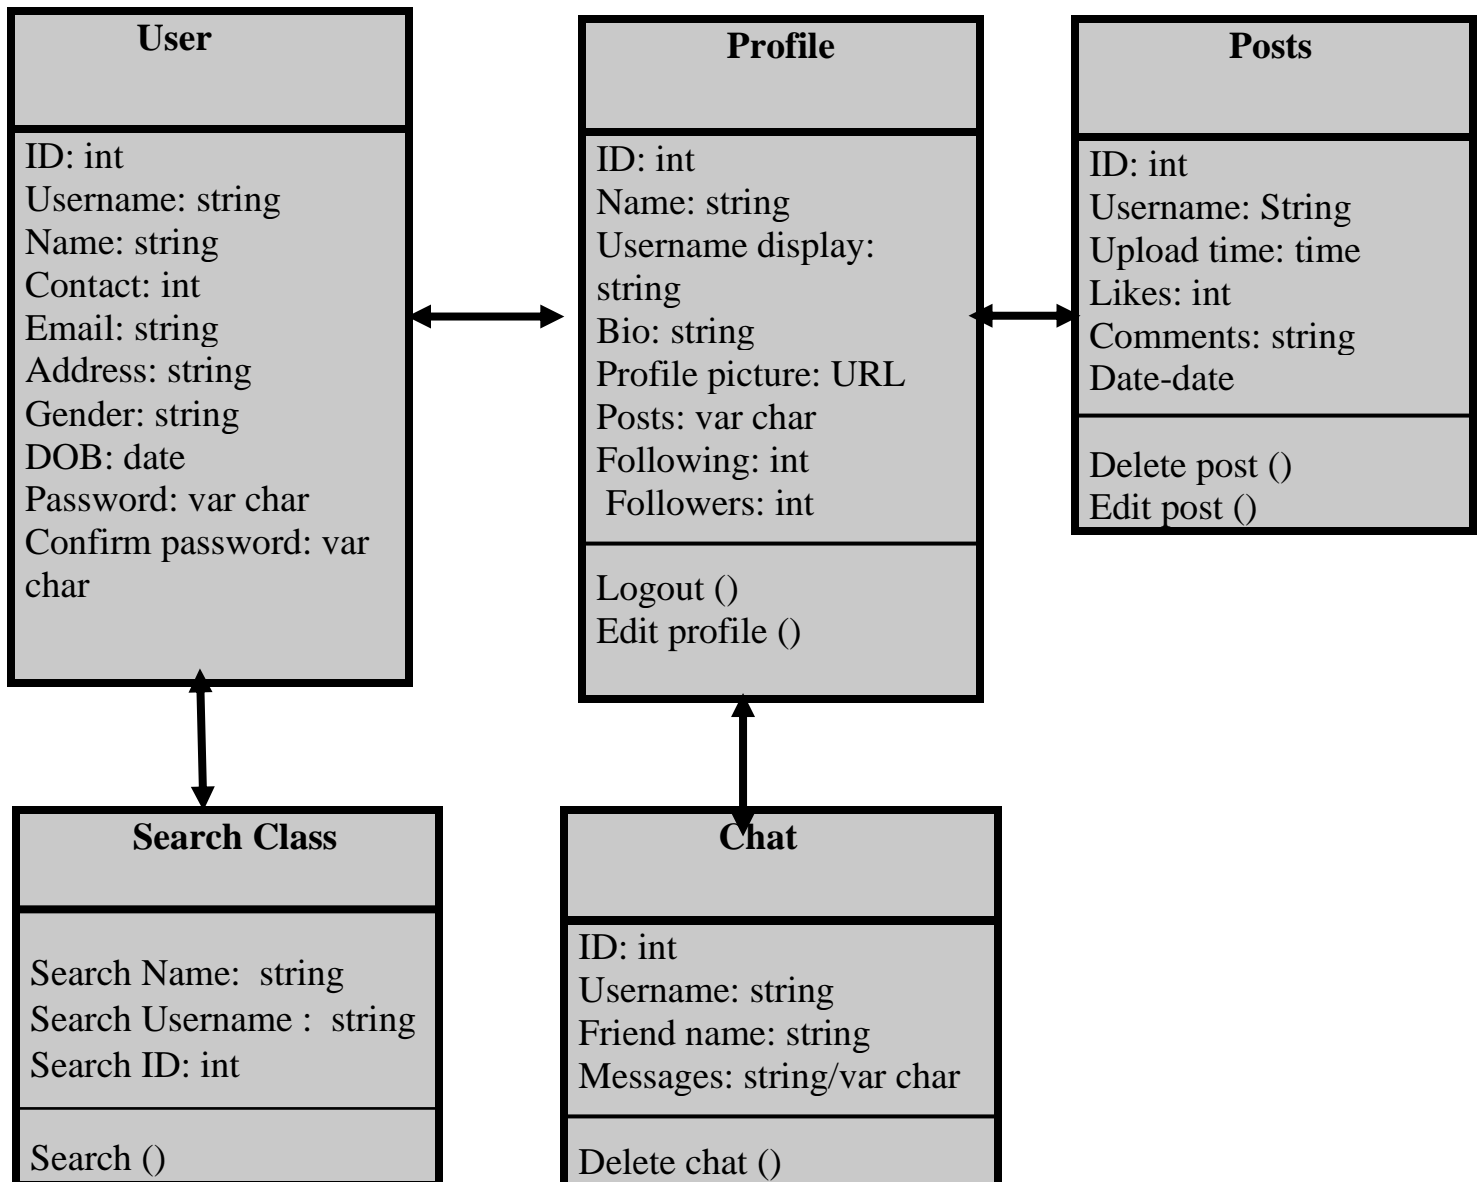 User
ID: int
Username: string
Name: string
Contact: int
Email: string
Address: string
Gender: string
DOB: date
Password: var char
Confirm password: var
char
Profile
ID: int
Name: string
Username display:
string
Bio: string
Profile picture: URL
Posts: var char
Following: int
Followers: int
Logout ()
Edit profile ()
Posts
ID: int
Username: String
Upload time: time
Likes: int
Comments: string
Date-date
Delete post ()
Edit post ()
Search Class
Search Name:  string
Search Username :  string
Search ID: int
Search ()
Chat
ID: int
Username: string
Friend name: string
Messages: string/var char
Delete chat ()